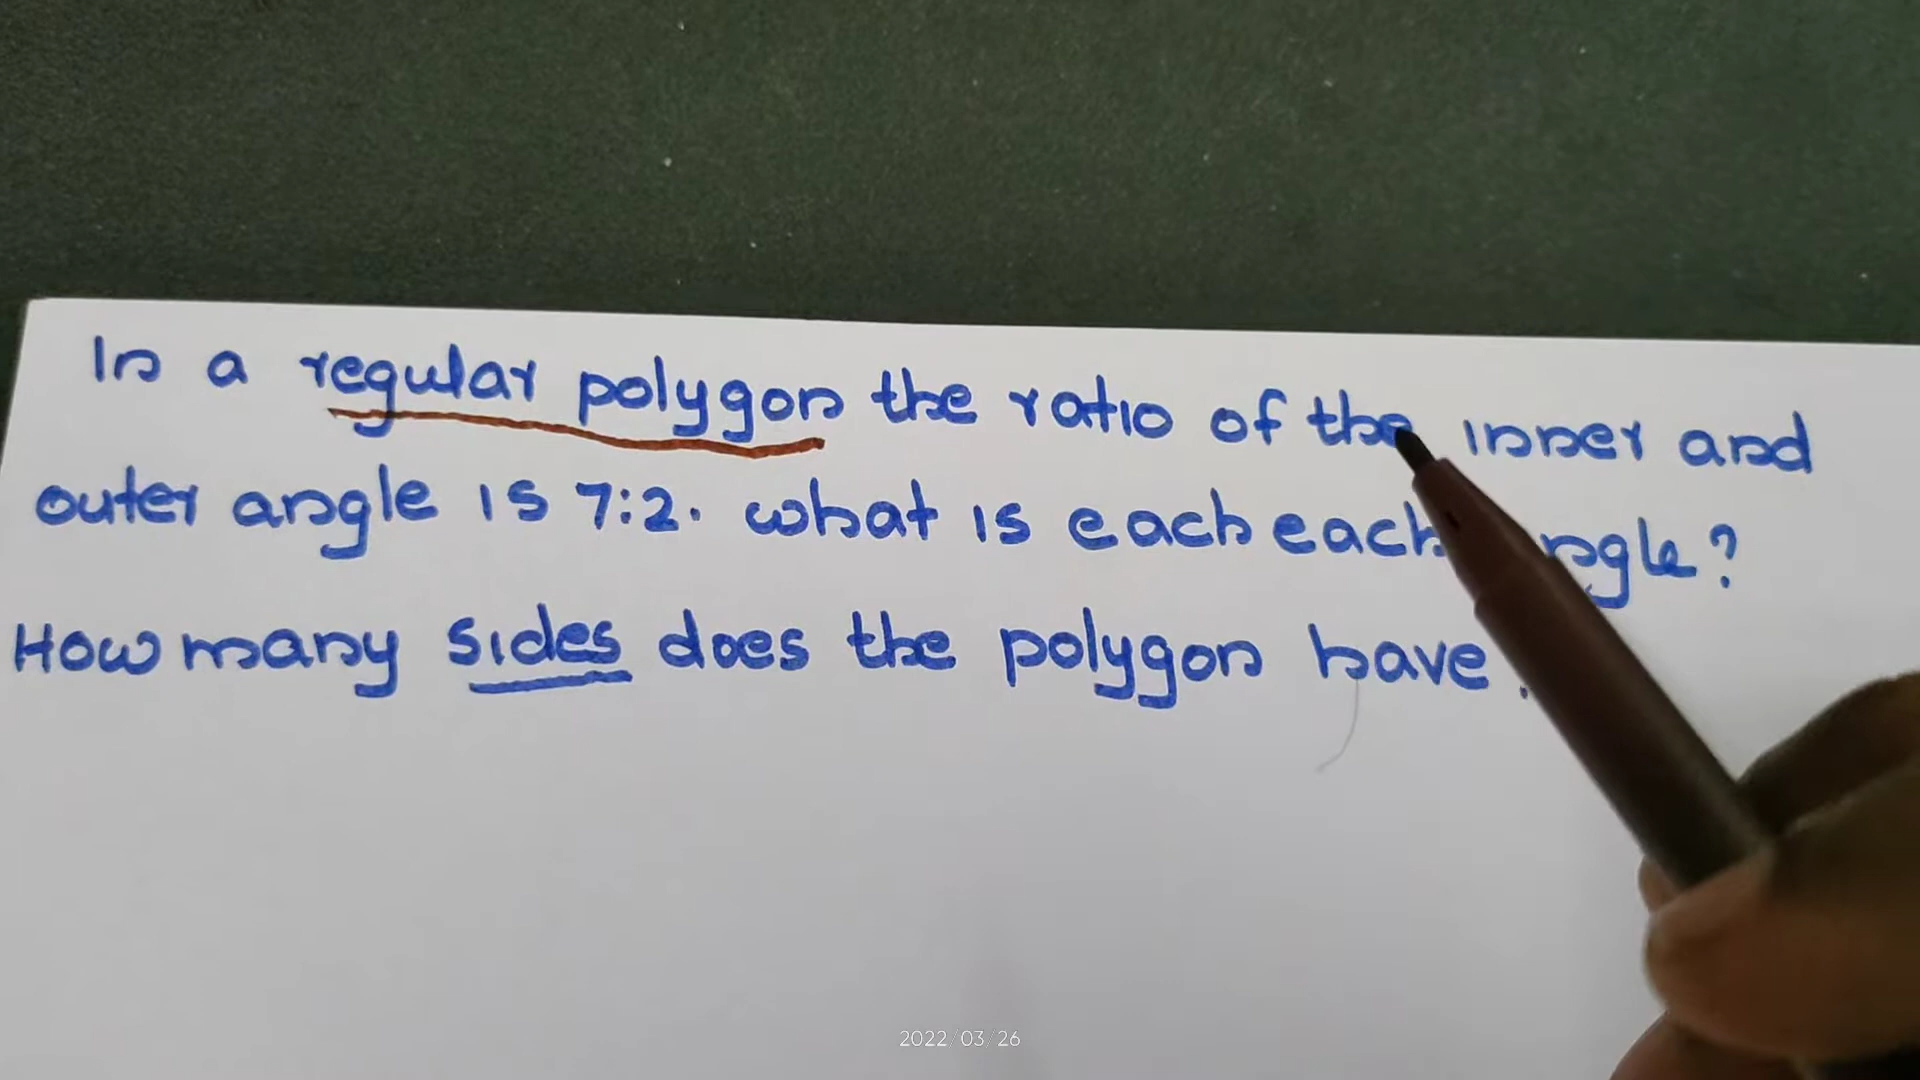 In a regular polygon the ratio of the inner and
outer angle is 7:2. what is each each
How many sides does the polygon have
2022/03/26